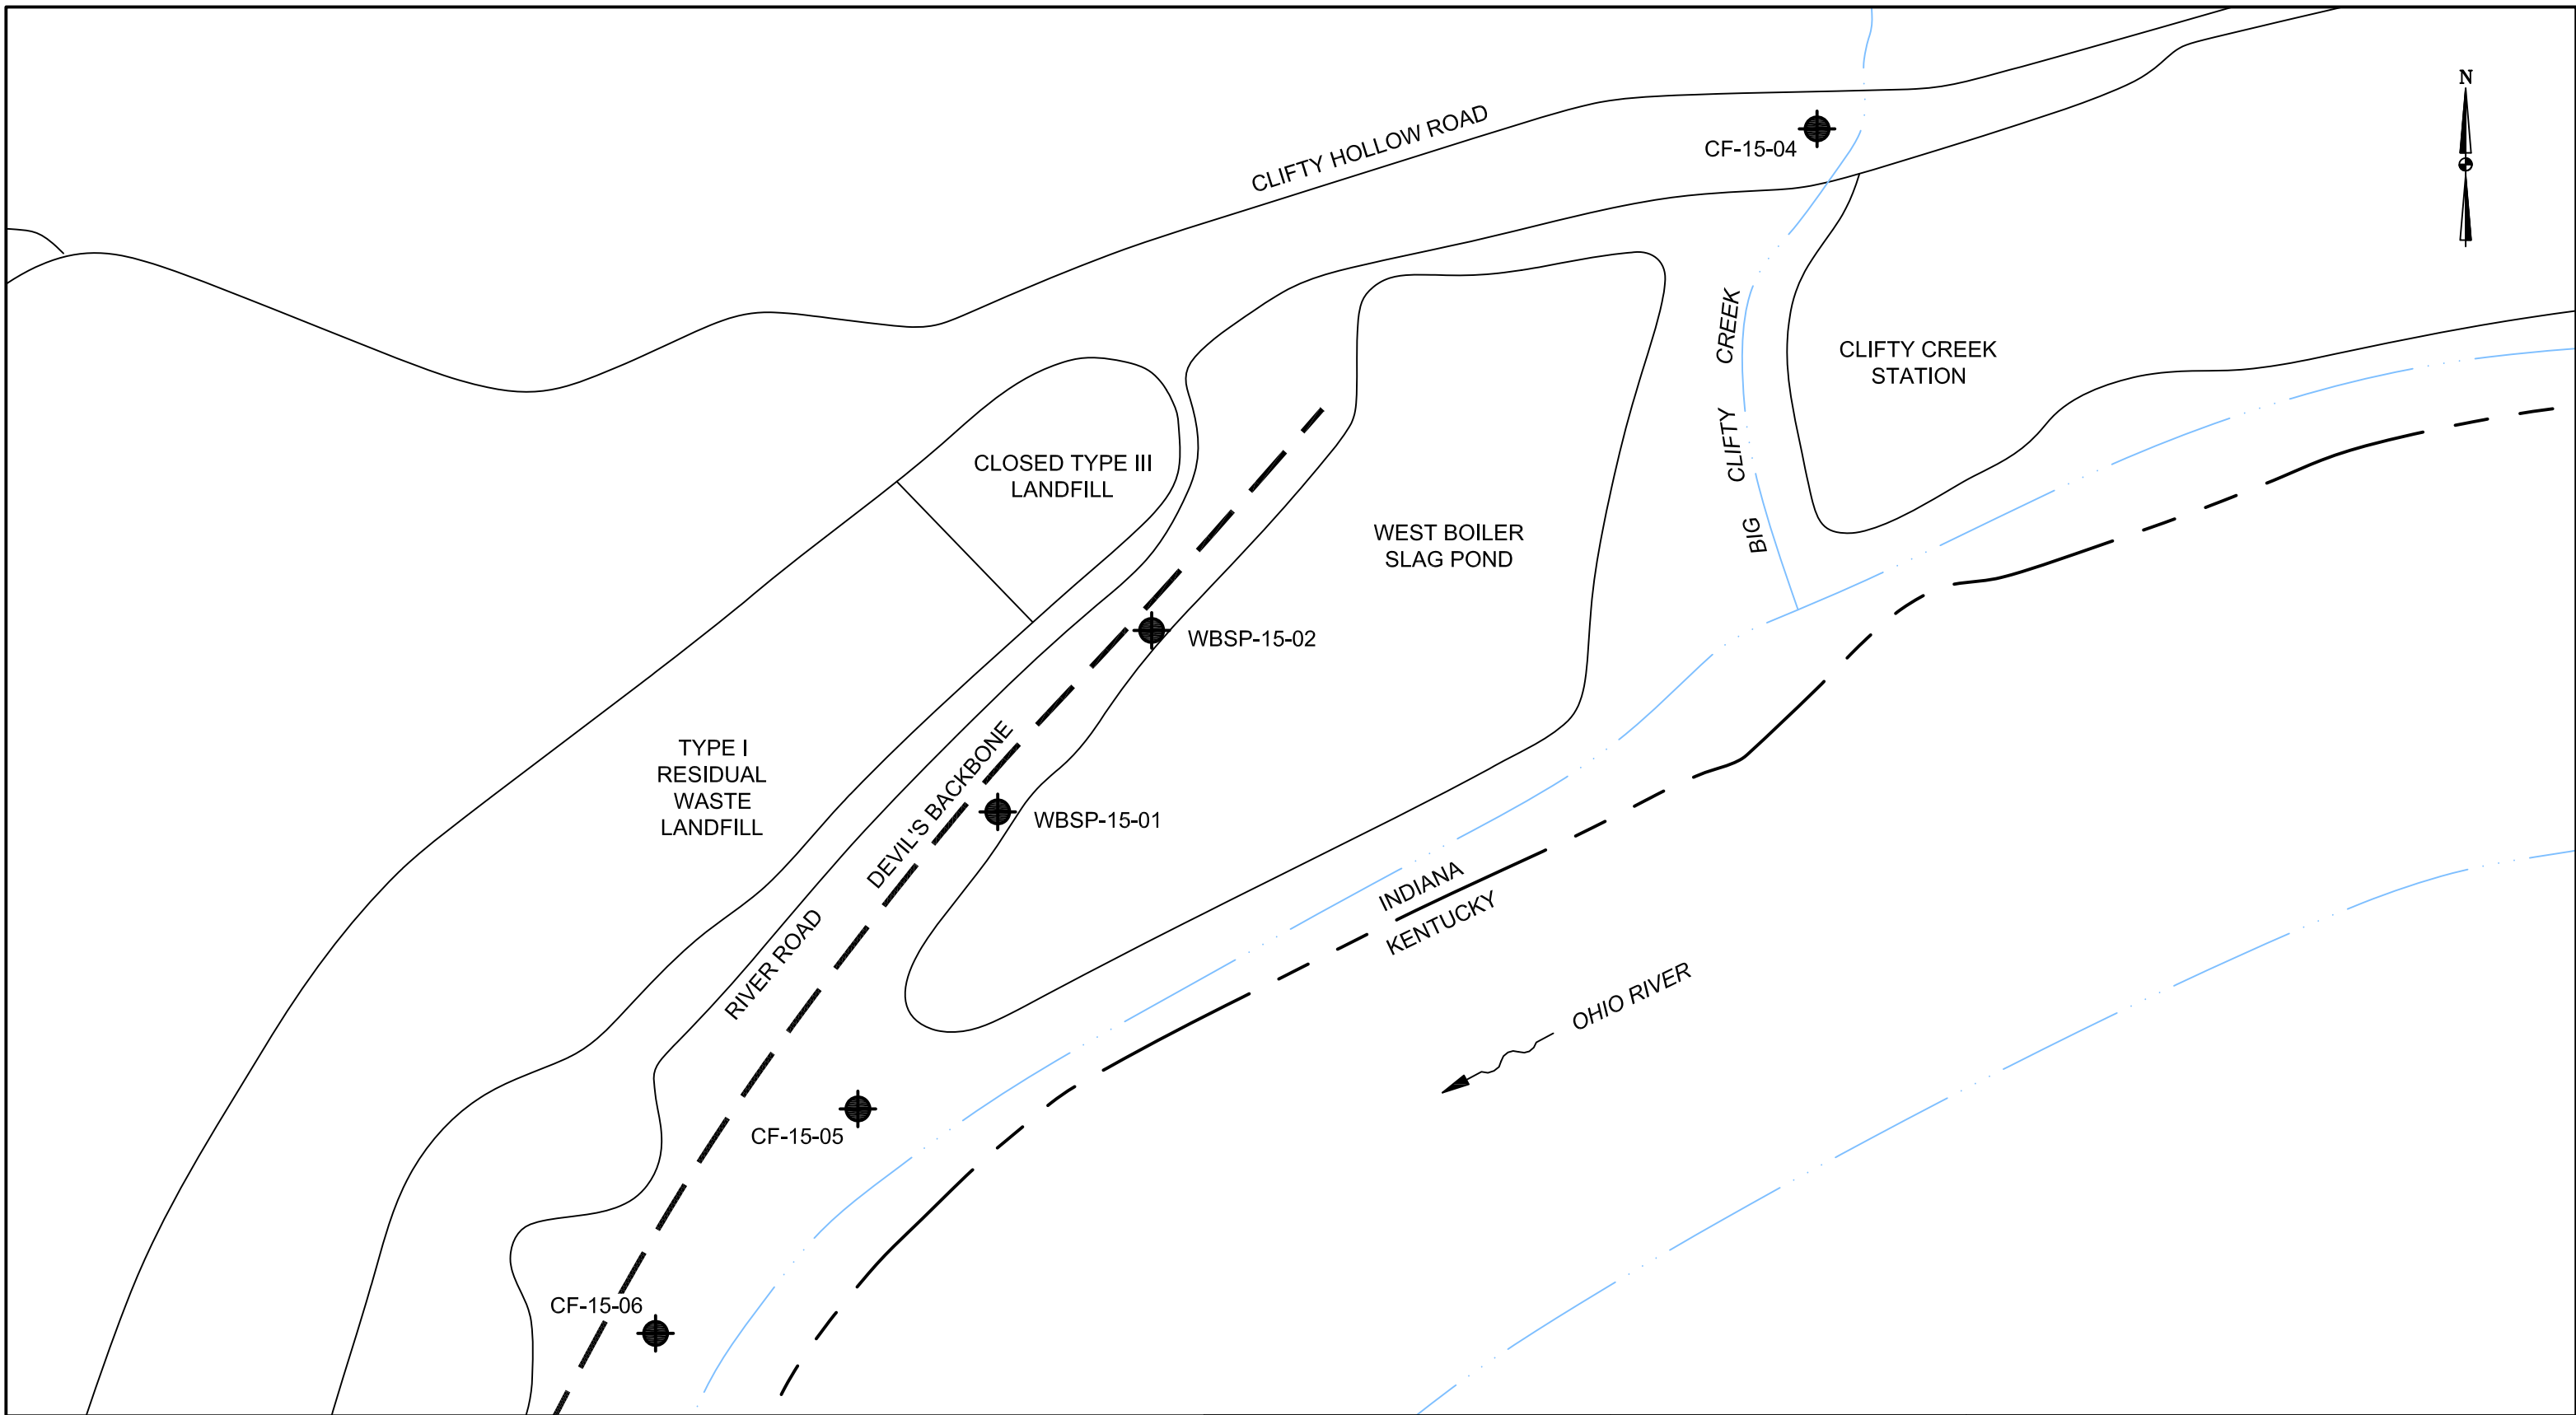 N
CLIFTY HOLLOW ROAD
CF-15-04
BIG CLIFTY CREEK
CLIFTY CREEK
STATION
CLOSED TYPE III
LANDFILL
WEST BOILER
SLAG POND
WBSP-15-02
TYPE I
RESIDUAL
WASTE
LANDFILL
DEVIL'S BACKBONE
WBSP-15-01
RIVER ROAD
INDIANA
KENTUCKY
OHIO RIVER
CF-15-05
CF-15-06